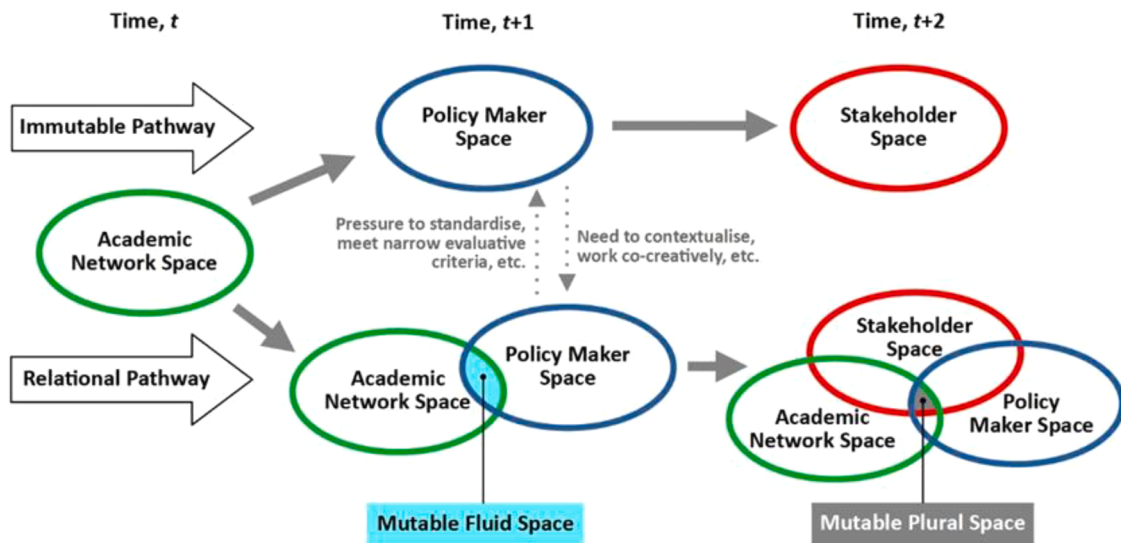 Time, t
Time, t+1
Time, t+2
Immutable Pathway
Policy Maker
Space
Stakeholder
Space
Academic
Network Space
Pressure to standardise,
meet narrow evaluative
criteria, etc.
Need to contextualise,
work co-creatively, etc.
Relational Pathway
Academic
Network Space
Policy Maker
Space
Stakeholder
Space
Academic
Network Space
Policy
Maker Space
Mutable Fluid Space
Mutable Plural Space